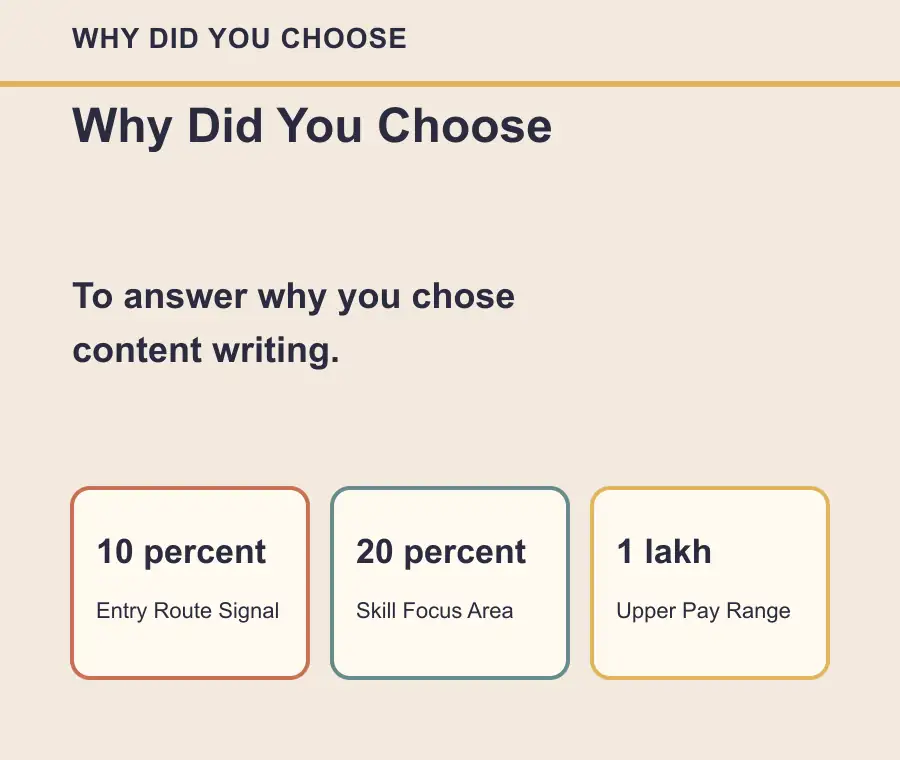 WHY DID YOU CHOOSE
Why Did You Choose
To answer why you chose
content writing.
10 percent
Entry Route Signal
20 percent
Skill Focus Area
1 lakh
Upper Pay Range